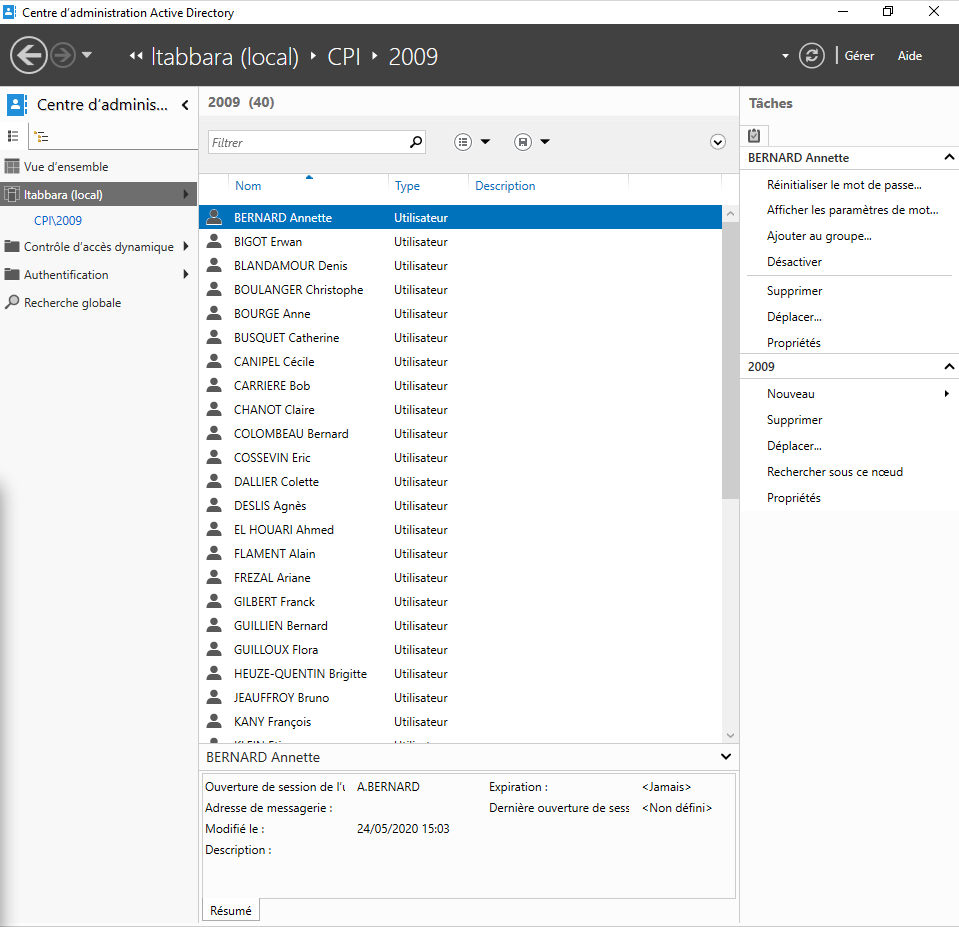 Centre d'administration Active Directory
ltabbara (local) CPI 2009
Gérer Aide
Centre d'adminis...
Vue d'ensemble
ltabbara (local)
CPI\2009
Contrôle d'accès dynamique
Authentification
Recherche globale
2009 (40)
Filtrer
Nom Type Description
BERNARD Annette Utilisateur
BIGOT Erwan Utilisateur
BLANDAMOUR Denis Utilisateur
BOULANGER Christophe Utilisateur
BOURGE Anne Utilisateur
BUSQUET Catherine Utilisateur
CANIPEL Cécile Utilisateur
CARRIERE Bob Utilisateur
CHANOT Claire Utilisateur
COLOMBEAU Bernard Utilisateur
COSSEVIN Eric Utilisateur
DALLIER Colette Utilisateur
DESLIS Agnès Utilisateur
EL HOUARI Ahmed Utilisateur
FLAMENT Alain Utilisateur
FREZAL Ariane Utilisateur
GILBERT Franck Utilisateur
GUILLIEN Bernard Utilisateur
GUILLOUX Flora Utilisateur
HEUZE-QUENTIN Brigitte Utilisateur
JEAUFFROY Bruno Utilisateur
KANY François Utilisateur
BERNARD Annette
Ouverture de session de l'u A.BERNARD Expiration : <Jamais>
Adresse de messagerie : Dernière ouverture de sess <Non défini>
Modifié le : 24/05/2020 15:03
Description :
Résumé
Tâches
BERNARD Annette
Réinitialiser le mot de passe...
Afficher les paramètres de mot...
Ajouter au groupe...
Désactiver
Supprimer
Déplacer...
Propriétés
2009
Nouveau
Supprimer
Déplacer...
Rechercher sous ce nœud
Propriétés